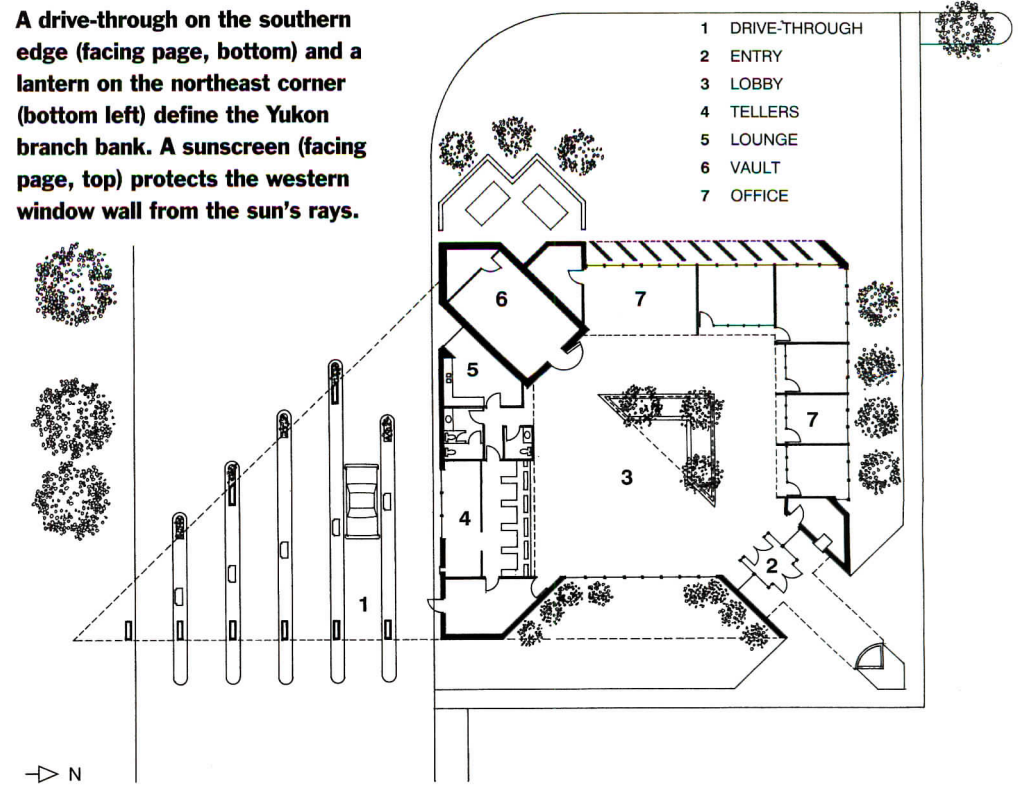 A drive-through on the southern
edge (facing page, bottom) and a
lantern on the northeast corner
(bottom left) define the Yukon
branch bank. A sunscreen (facing
page, top) protects the western
window wall from the sun's rays.
1 DRIVE-THROUGH
2 ENTRY
3 LOBBY
4 TELLERS
5 LOUNGE
6 VAULT
7 OFFICE
6
7
5
7
3
4
2
1
N